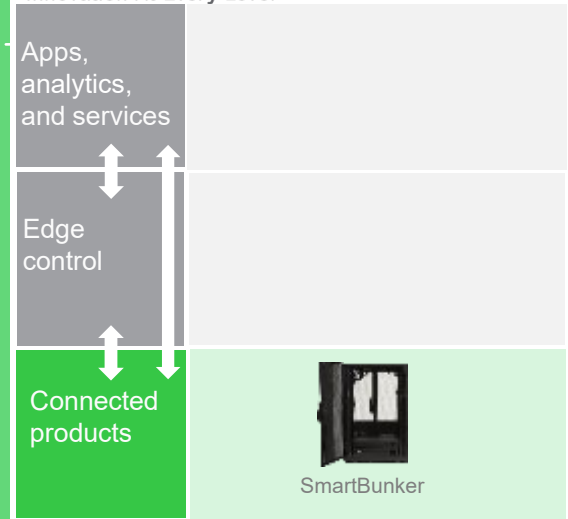 Apps,
analytics,
and services
Edge
control
Connected
products
SmartBunker